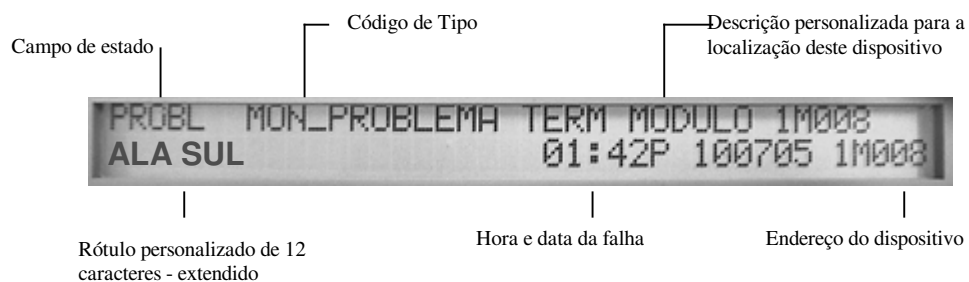 Código de Tipo
Descrição personalizada para a
localização deste dispositivo
Campo de estado
PROBL MON_PROBLEMA TERM MODULO 1M008
ALA SUL 01:42P 100705 1M008
Rótulo personalizado de 12
caracteres - extendido
Hora e data da falha
Endereço do dispositivo